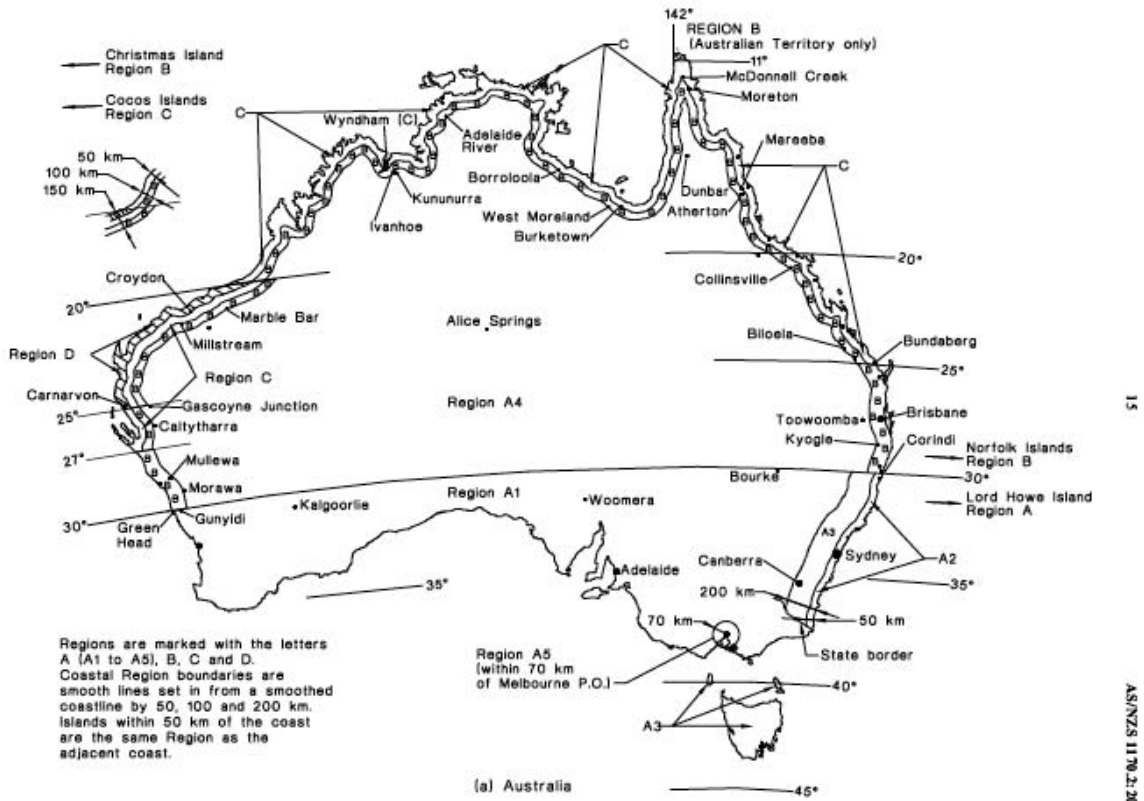 142°
REGION B
(Australian Territory only)
11°
McDonnell Creek
Moreton
C
Christmas Island
Region B
Cocos Islands
Region C
C
Wyndham (C)
Adelaide
River
Mareeba
C
50 km
100 km
150 km
Borroloola
Kununurra
Ivanhoe
Dunbar
Atherton
West Moreland
Burketown
20°
Croydon
Collinsville
20°
Marble Bar
Alice Springs
Biloela
Bundaberg
Millstream
Region D
Region C
25°
Carnarvon
25°
Gascoyne Junction
Region A4
Toowoomba
Brisbane
15
Callytharra
Kyogle
Corindi
27°
Mullewa
Bourke
Norfolk Islands
Region B
30°
Morawa
Region A1
Woomera
Lord Howe Island
Region A
30°
Kalgoorlie
Gunyidi
Green
Head
A3
Sydney
A2
Canberra
Adelaide
35°
35°
200 km
70 km
50 km
Regions are marked with the letters
A (A1 to A5), B, C and D.
Coastal Region boundaries are
smooth lines set in from a smoothed
coastline by 50, 100 and 200 km.
Islands within 50 km of the coast
are the same Region as the
adjacent coast.
Region A5
(within 70 km
of Melbourne P.O.)
State border
40°
A3
(a) Australia
45°
AS/NZS 1170.2: